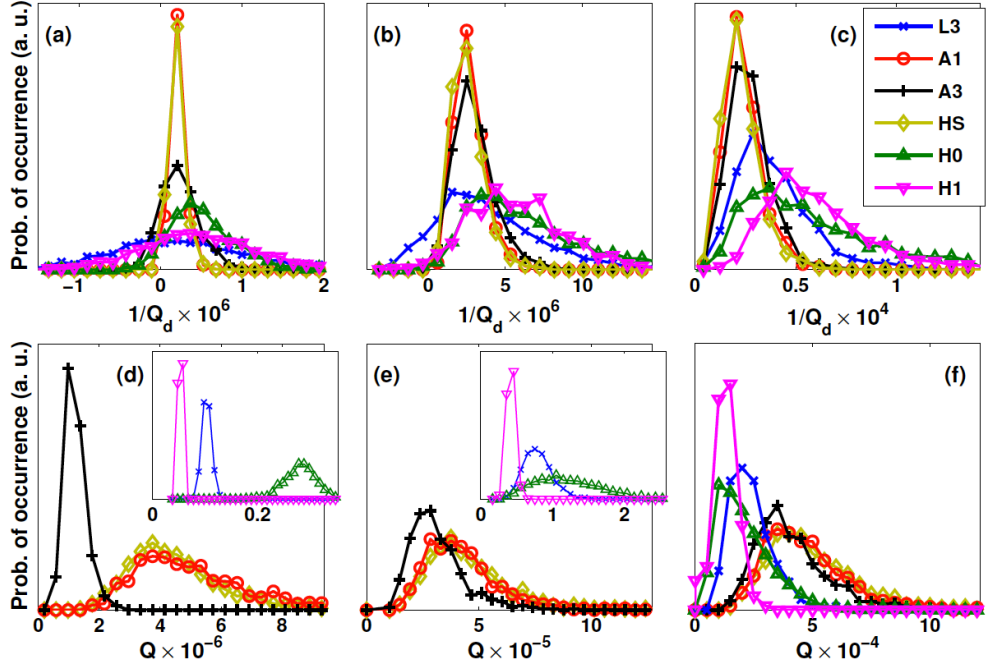 Prob. of occurrence (a. u.)
(a)
(b)
(c)
L3
A1
A3
HS
H0
H1
-1 0 1 2
0 5 10
0 0.5 1
1/Q_d × 10^6
1/Q_d × 10^6
1/Q_d × 10^4
Prob. of occurrence (a. u.)
(d)
0 0.2
(e)
0 1 2
(f)
0 2 4 6 8
0 5 10
0 5 10
Q × 10^-6
Q × 10^-5
Q × 10^-4